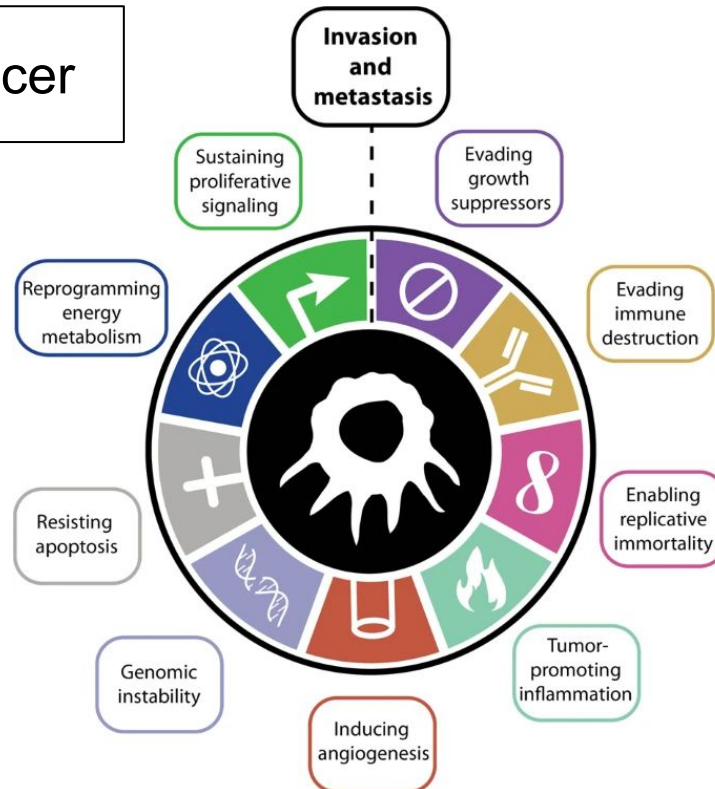 cer
Invasion
and
metastasis
Sustaining
proliferative
signaling
Evading
growth
suppressors
Reprogramming
energy
metabolism
Evading
immune
destruction
Resisting
apoptosis
Enabling
replicative
immortality
Genomic
instability
Tumor-
promoting
inflammation
Inducing
angiogenesis